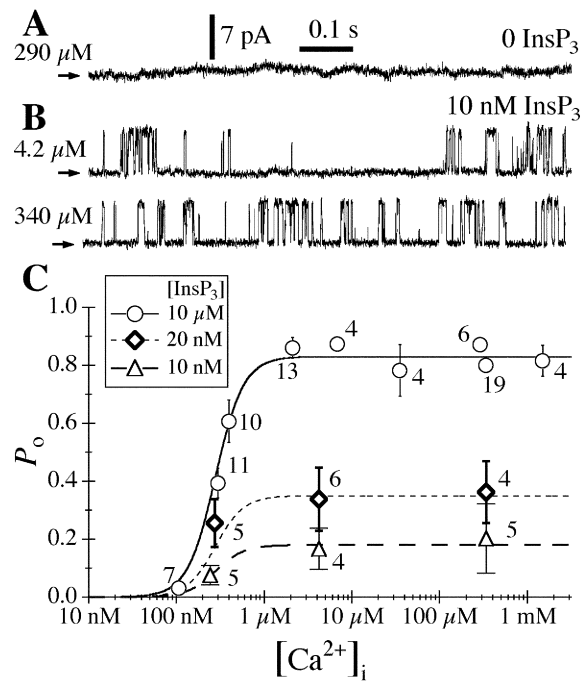 A
290 µM
7 pA
0.1 s
0 InsP3
B
10 nM InsP3
4.2 µM
340 µM
C
[InsP3]
10 µM
20 nM
10 nM
1.0
0.8
0.6
0.4
0.2
0.0
Po
7
11
10
5
5
13
4
4
6
19
4
6
4
4
5
10 nM
100 nM
1 µM
10 µM
100 µM
1 mM
[Ca2+]i